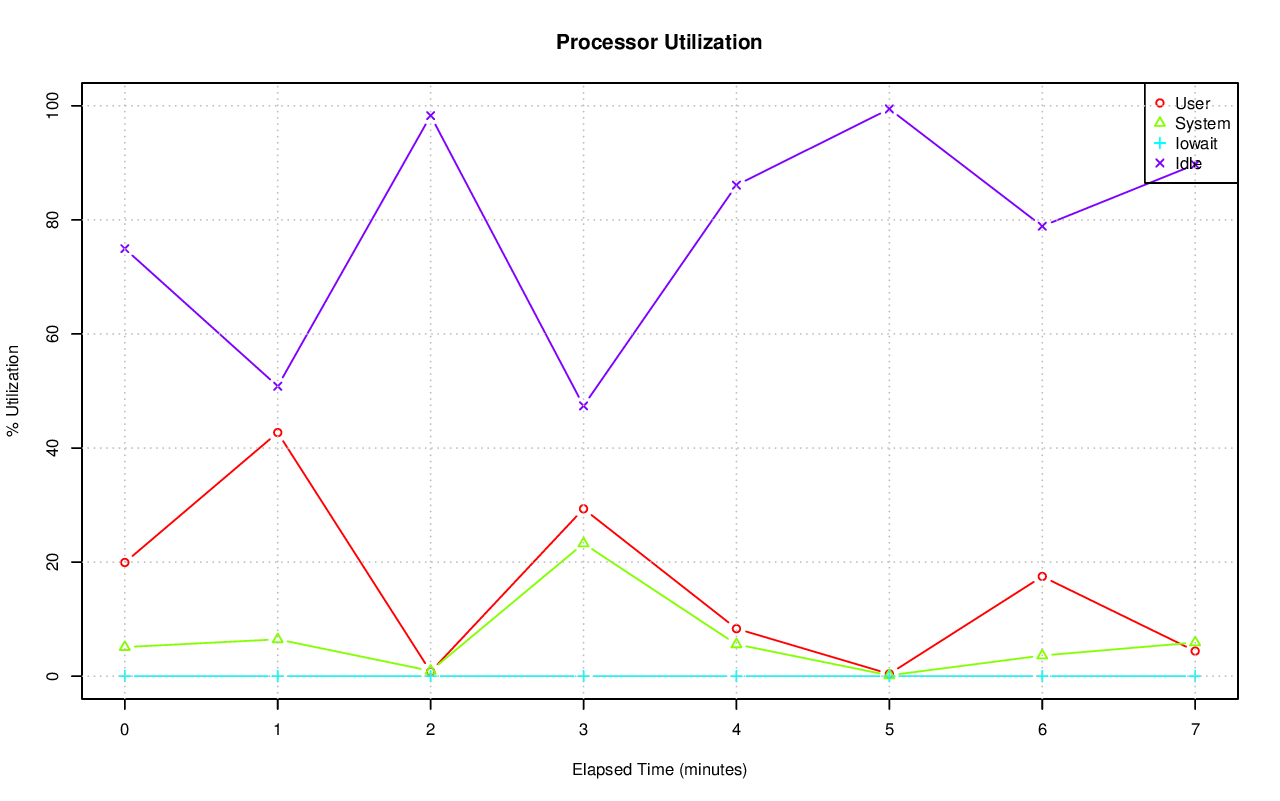 Processor Utilization
% Utilization
100
80
60
40
20
0
User
System
Iowait
Idle
0 1 2 3 4 5 6 7
Elapsed Time (minutes)